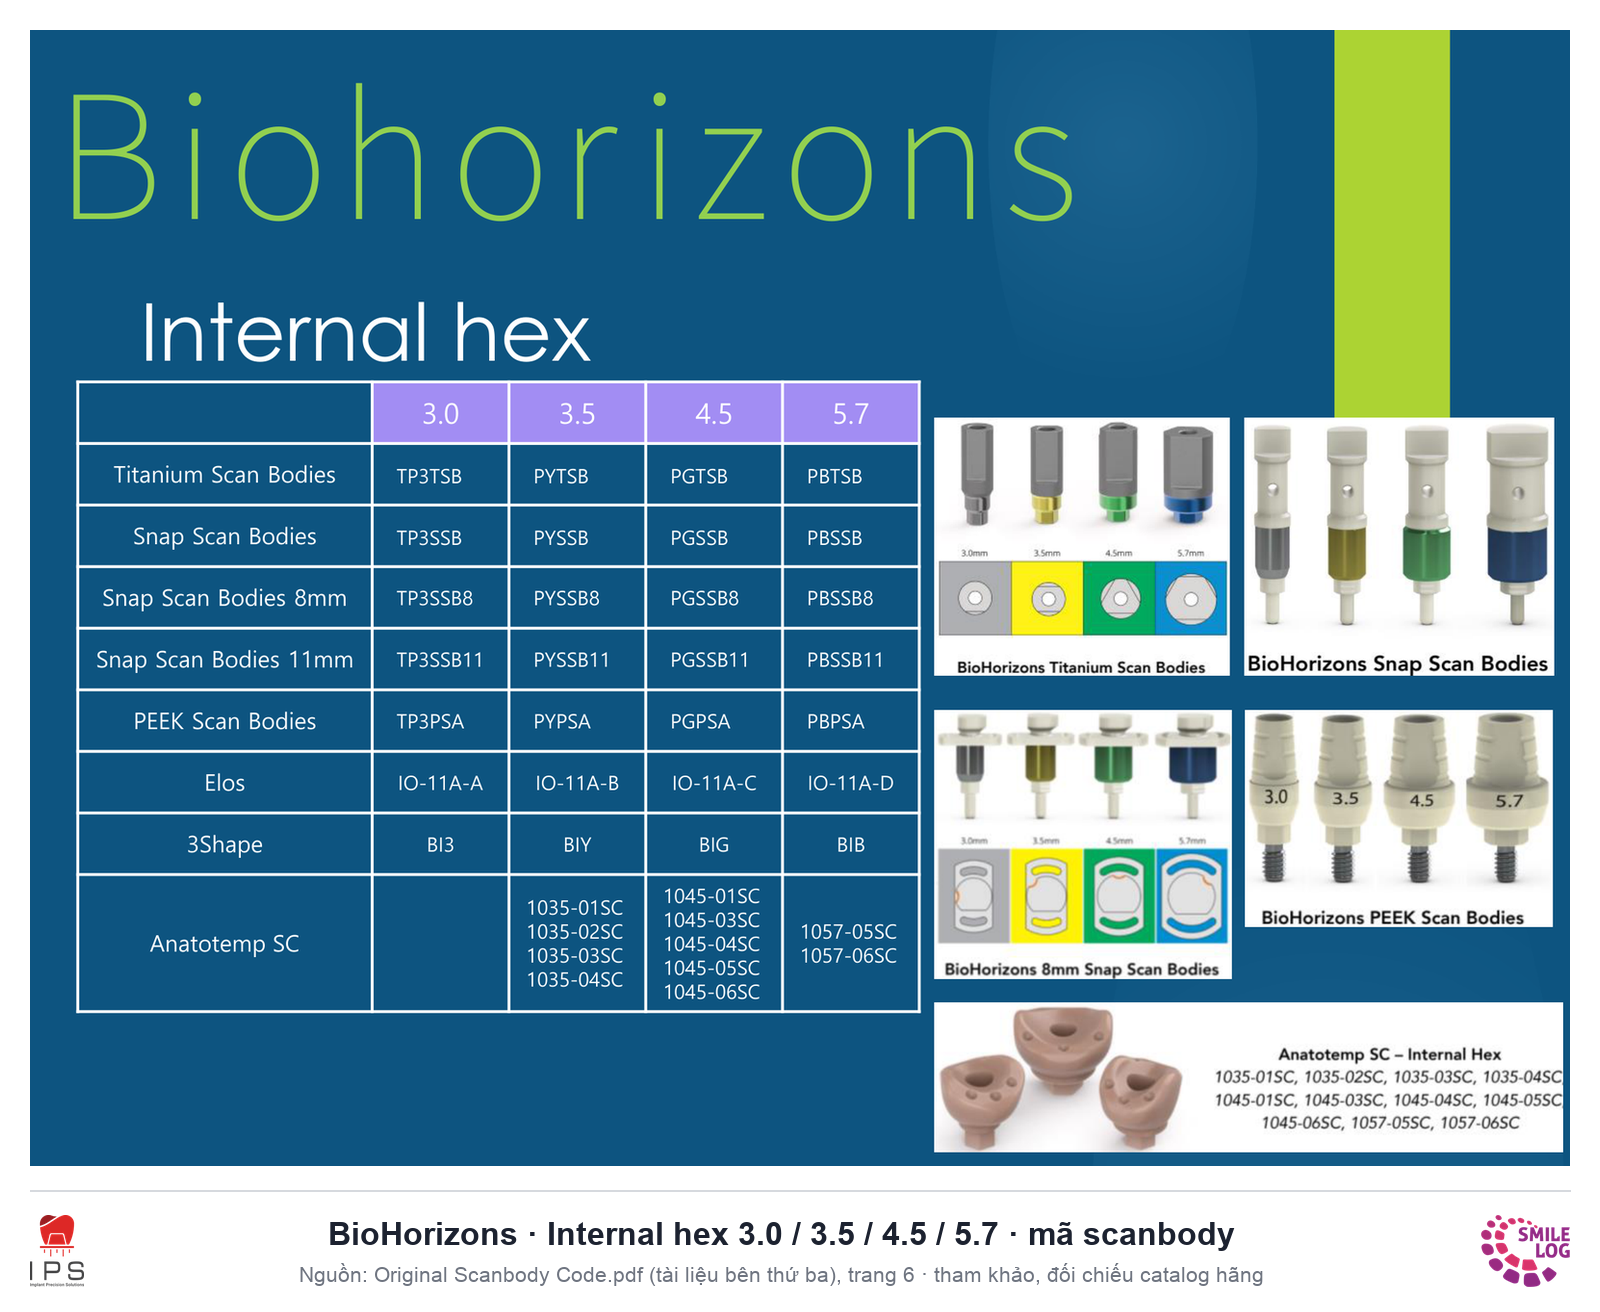 Biohorizons
Internal hex
3.0 3.5 4.5 5.7
Titanium Scan Bodies TP3TSB PYTSB PGTSB PBTSB
Snap Scan Bodies TP3SSB PYSSB PGSSB PBSSB
Snap Scan Bodies 8mm TP3SSB8 PYSSB8 PGSSB8 PBSSB8
Snap Scan Bodies 11mm TP3SSB11 PYSSB11 PGSSB11 PBSSB11
PEEK Scan Bodies TP3PSA PYPSA PGPSA PBPSA
Elos IO-11A-A IO-11A-B IO-11A-C IO-11A-D
3Shape BI3 BIY BIG BIB
Anatotemp SC
1035-01SC
1035-02SC
1035-03SC
1035-04SC
1045-01SC
1045-03SC
1045-04SC
1045-05SC
1045-06SC
1057-05SC
1057-06SC
3.0mm 3.5mm 4.5mm 5.7mm
BioHorizons Titanium Scan Bodies
BioHorizons Snap Scan Bodies
3.0mm 3.5mm 4.5mm 5.7mm
BioHorizons 8mm Snap Scan Bodies
3.0 3.5 4.5 5.7
BioHorizons PEEK Scan Bodies
Anatotemp SC – Internal Hex
1035-01SC, 1035-02SC, 1035-03SC, 1035-04SC,
1045-01SC, 1045-03SC, 1045-04SC, 1045-05SC,
1045-06SC, 1057-05SC, 1057-06SC
IPS
Implant Precision Solutions
BioHorizons · Internal hex 3.0 / 3.5 / 4.5 / 5.7 · mã scanbody
Nguồn: Original Scanbody Code.pdf (tài liệu bên thứ ba), trang 6 · tham khảo, đối chiếu catalog hãng
SMILE
LOG